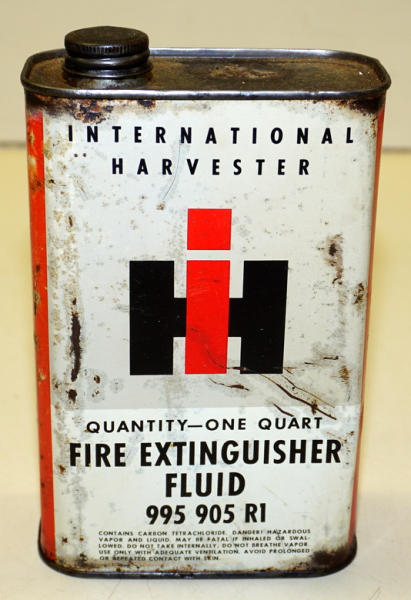 INTERNATIONAL
HARVESTER
IH
QUANTITY—ONE QUART
FIRE EXTINGUISHER
FLUID
995 905 R1
CONTAINS CARBON TETRACHLORIDE. DANGER! HAZARDOUS
VAPOR AND LIQUID. MAY BE FATAL IF INHALED OR SWAL-
LOWED. DO NOT TAKE INTERNALLY, DO NOT BREATHE VAPOR.
USE ONLY WITH ADEQUATE VENTILATION. AVOID PROLONGED
OR REPEATED CONTACT WITH SKIN.